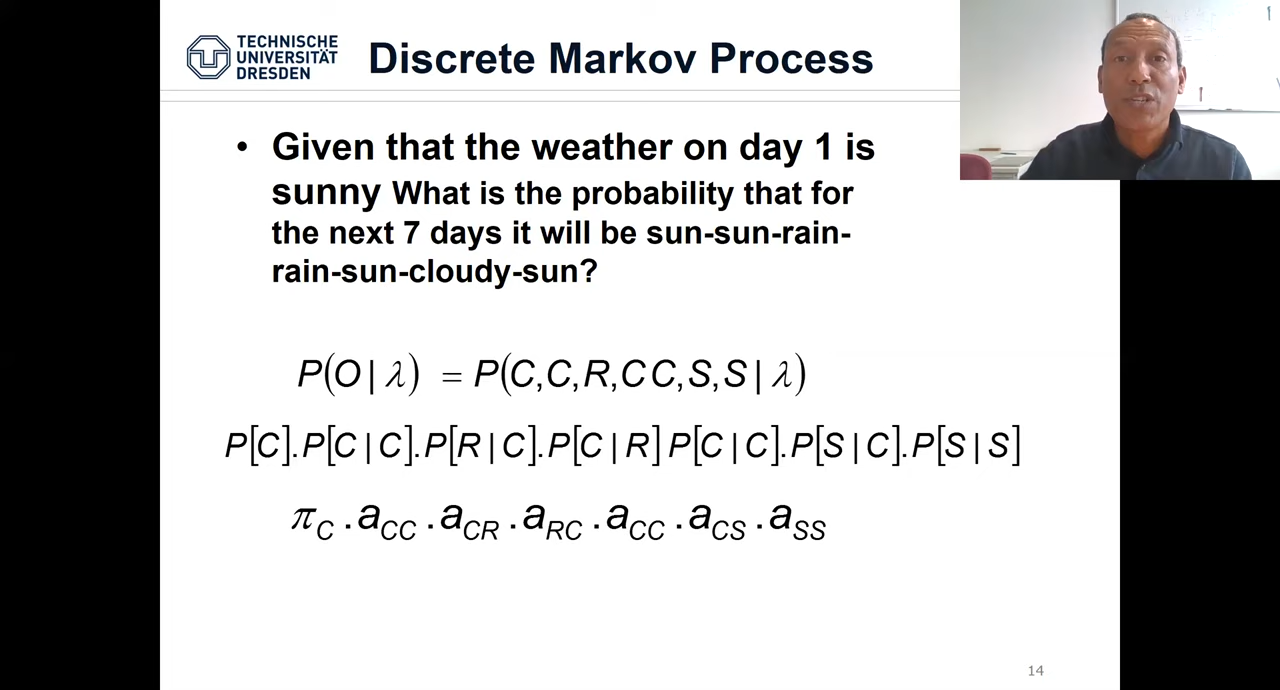 TECHNISCHE
UNIVERSITÄT
DRESDEN
Discrete Markov Process
• Given that the weather on day 1 is
sunny What is the probability that for
the next 7 days it will be sun-sun-rain-
rain-sun-cloudy-sun?
P(O | λ) = P(C,C,R,CC,S,S | λ)
P[C].P[C | C].P[R | C].P[C | R] P[C | C].P[S | C].P[S | S]
π_C . a_CC . a_CR . a_RC . a_CC . a_CS . a_SS
14